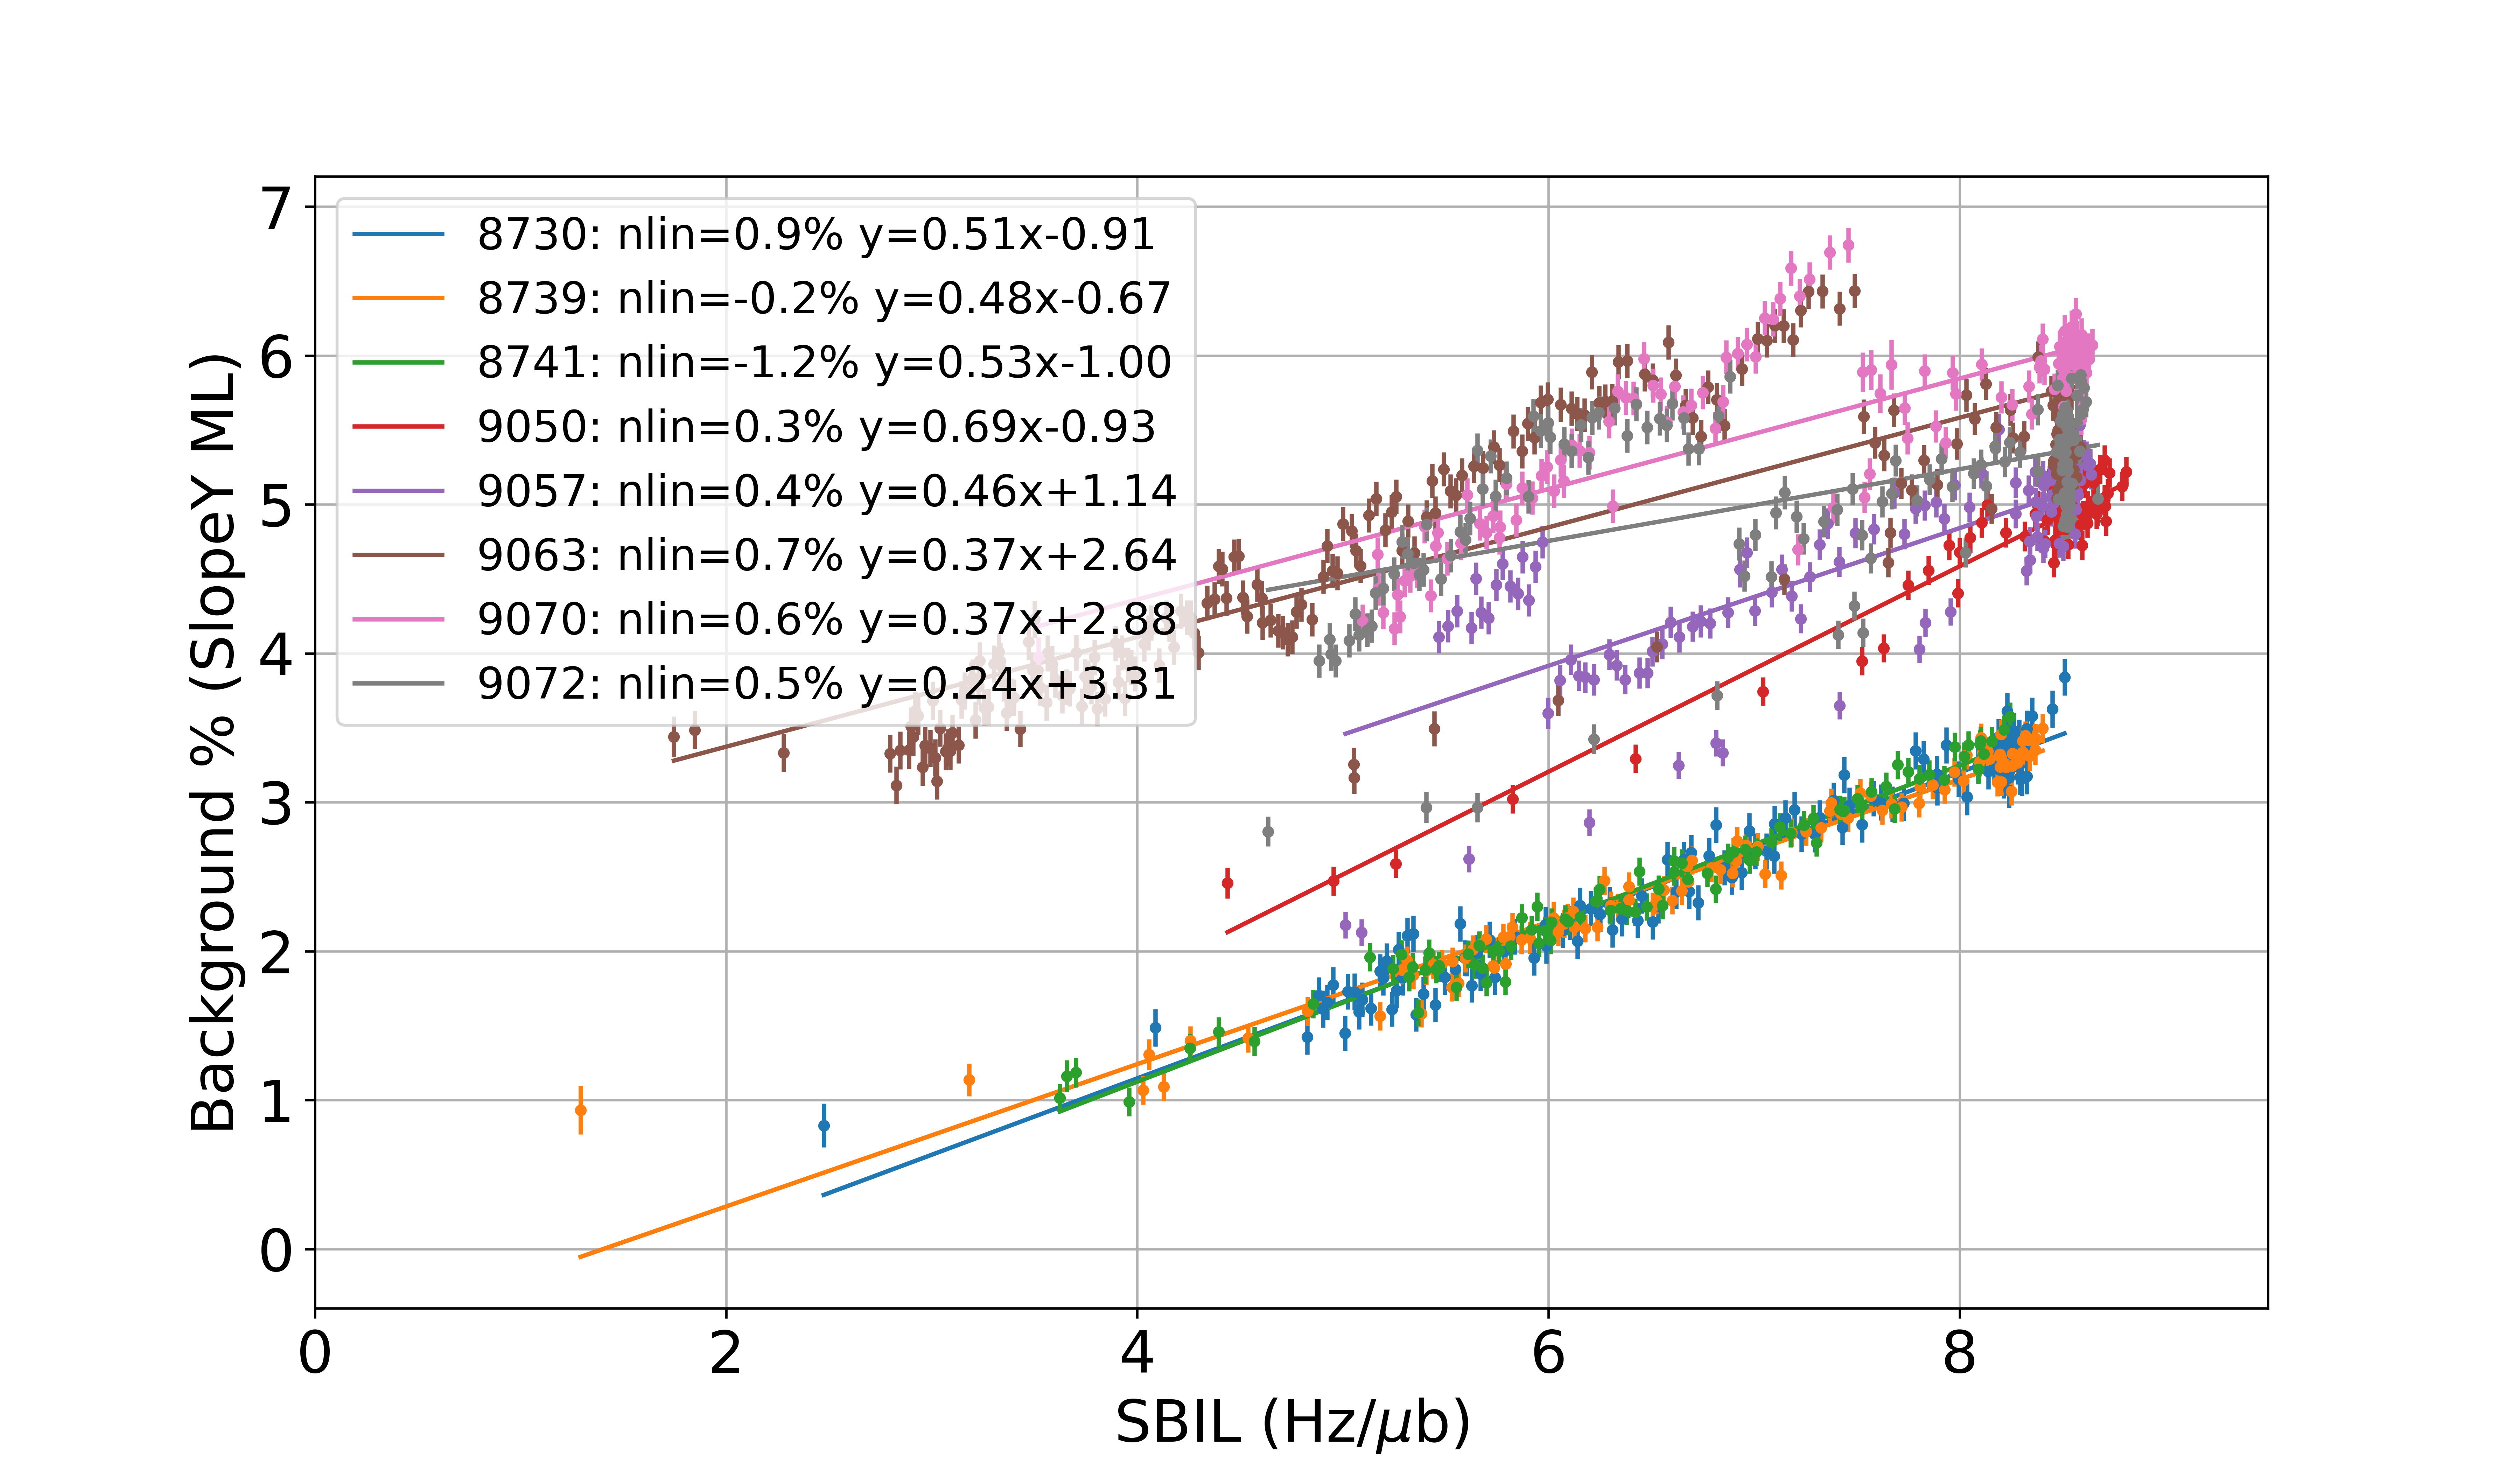 7
6
5
4
3
2
1
0
Background % (SlopeY ML)
8730: nlin=0.9% y=0.51x-0.91
8739: nlin=-0.2% y=0.48x-0.67
8741: nlin=-1.2% y=0.53x-1.00
9050: nlin=0.3% y=0.69x-0.93
9057: nlin=0.4% y=0.46x+1.14
9063: nlin=0.7% y=0.37x+2.64
9070: nlin=0.6% y=0.37x+2.88
9072: nlin=0.5% y=0.24x+3.31
0 2 4 6 8
SBIL (Hz/μb)